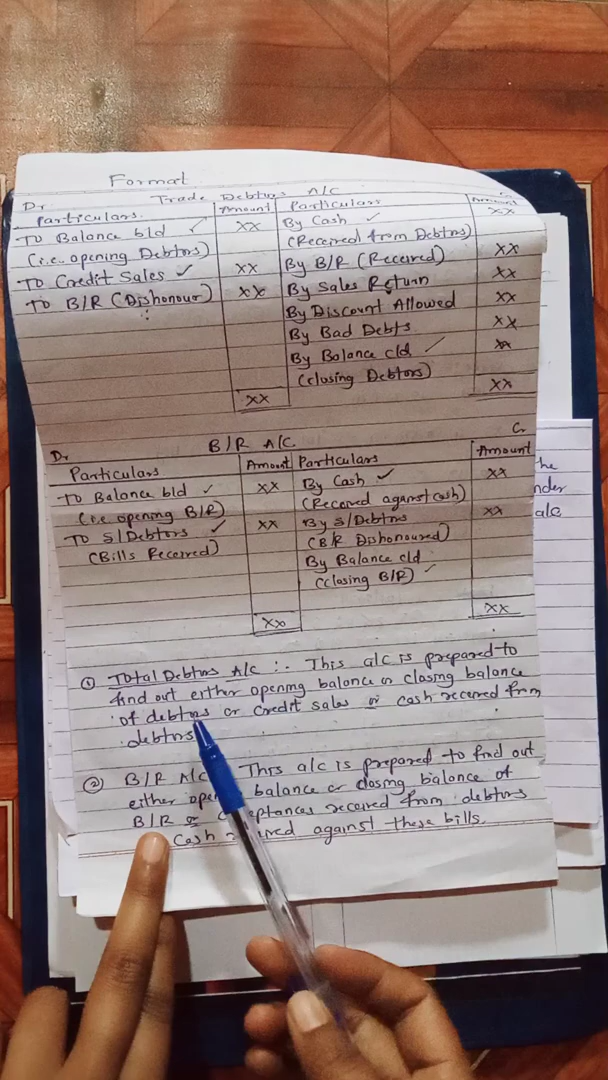 Format
Trade Debtors A/C
Dr
Particulars Amount Particulars Amount
To Balance b/d xx By Cash xx
(i.e. opening Debtors) (Received from Debtors)
To Credit Sales xx By B/R (Received) xx
To B/R (Dishonour) xx By Sales Return xx
By Discount Allowed xx
By Bad Debts xx
By Balance c/d xx
(closing Debtors)
xx xx
B/R A/C
Dr Cr
Particulars Amount Particulars Amount
To Balance b/d xx By Cash xx
(i.e opening B/R) (Received against cash)
To S/Debtors xx By S/Debtors xx
(Bills Received) (B/R Dishonoured)
By Balance c/d
(closing B/R)
xx xx
① Total Debtors A/C :- This a/c is prepared to
find out either opening balance or closing balance
of debtors or credit sales or cash received from
debtors
② B/R A/C This a/c is prepared to find out
either balance or closing balance of
B/R or received from debtors
Cash against these bills.
he
nder
a/c